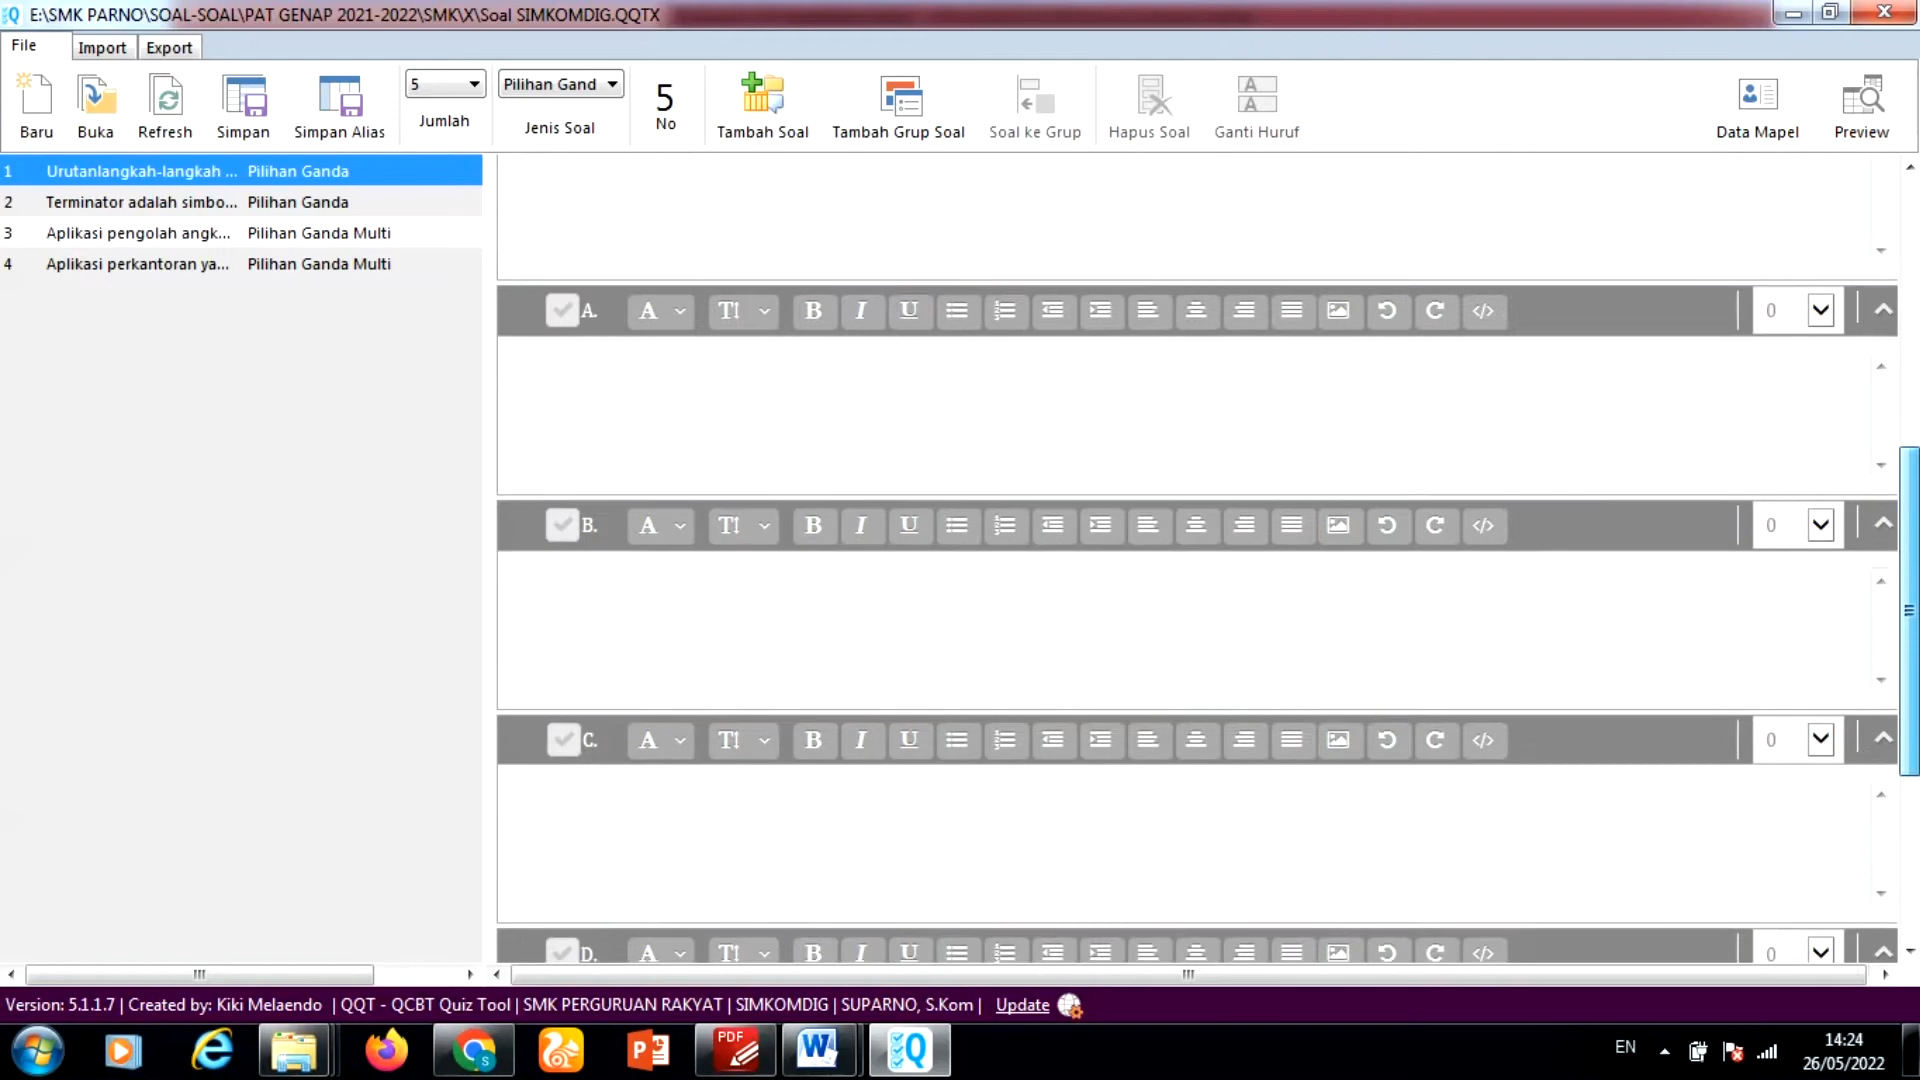 E:\SMK PARNO\SOAL-SOAL\PAT GENAP 2021-2022\SMK\X\Soal SIMKOMDIG.QQTX
File Import Export
5 Pilihan Gand 5
Jumlah Jenis Soal No
Baru Buka Refresh Simpan Simpan Alias Tambah Soal Tambah Grup Soal Soal ke Grup Hapus Soal Ganti Huruf Data Mapel Preview
1 Urutanlangkah-langkah ... Pilihan Ganda
2 Terminator adalah simbo... Pilihan Ganda
3 Aplikasi pengolah angk... Pilihan Ganda Multi
4 Aplikasi perkantoran ya... Pilihan Ganda Multi
A. A T B I U </> 0
B. A T B I U </> 0
C. A T B I U </> 0
D. A T B I U </> 0
Version: 5.1.1.7 | Created by: Kiki Melaendo | QQT - QCBT Quiz Tool | SMK PERGURUAN RAKYAT | SIMKOMDIG | SUPARNO, S.Kom | Update
PDF EN 14:24
26/05/2022